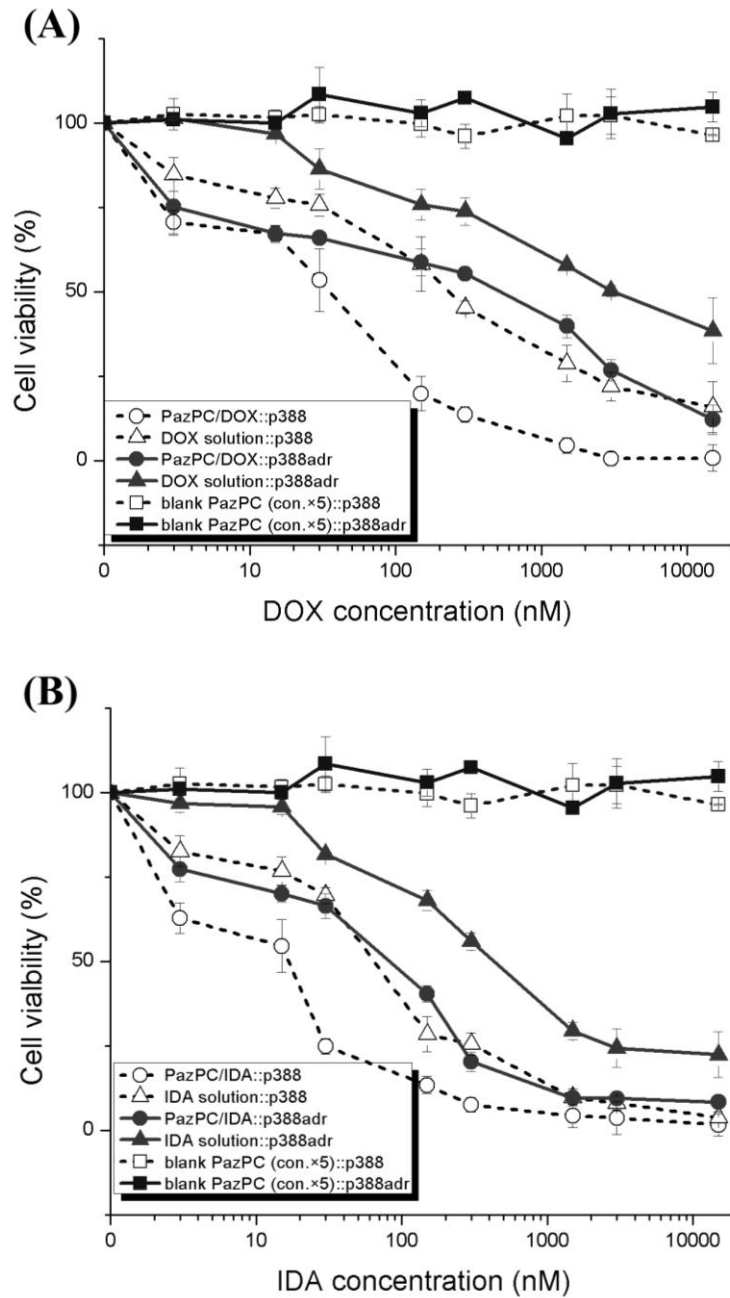 (A)
100
50
0
Cell viability (%)
PazPC/DOX::p388
DOX solution::p388
PazPC/DOX::p388adr
DOX solution::p388adr
blank PazPC (con.×5)::p388
blank PazPC (con.×5)::p388adr
0 10 100 1000 10000
DOX concentration (nM)
(B)
100
50
0
Cell vialbility (%)
PazPC/IDA::p388
IDA solution::p388
PazPC/IDA::p388adr
IDA solution::p388adr
blank PazPC (con.×5)::p388
blank PazPC (con.×5)::p388adr
0 10 100 1000 10000
IDA concentration (nM)